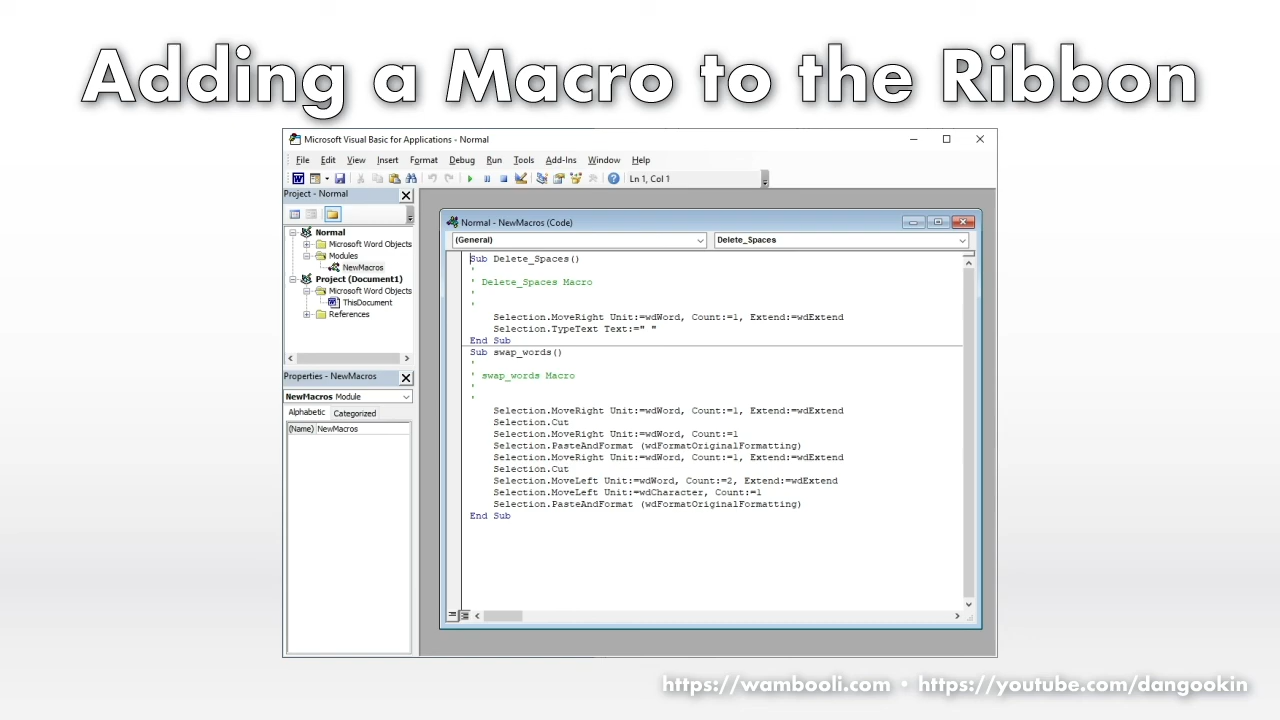 Adding a Macro to the Ribbon
Microsoft Visual Basic for Applications - Normal
File Edit View Insert Format Debug Run Tools Add-Ins Window Help
Ln 1, Col 1
Project - Normal
Normal
Microsoft Word Objects
Modules
NewMacros
Project (Document1)
Microsoft Word Objects
ThisDocument
References
Properties - NewMacros
NewMacros Module
Alphabetic Categorized
(Name) NewMacros
Normal - NewMacros (Code)
(General) Delete_Spaces
Sub Delete_Spaces()
'
' Delete_Spaces Macro
'
'
Selection.MoveRight Unit:=wdWord, Count:=1, Extend:=wdExtend
Selection.TypeText Text:=" "
End Sub
Sub swap_words()
'
' swap_words Macro
'
'
Selection.MoveRight Unit:=wdWord, Count:=1, Extend:=wdExtend
Selection.Cut
Selection.MoveRight Unit:=wdWord, Count:=1
Selection.PasteAndFormat (wdFormatOriginalFormatting)
Selection.MoveRight Unit:=wdWord, Count:=1, Extend:=wdExtend
Selection.Cut
Selection.MoveLeft Unit:=wdWord, Count:=2, Extend:=wdExtend
Selection.MoveLeft Unit:=wdCharacter, Count:=1
Selection.PasteAndFormat (wdFormatOriginalFormatting)
End Sub
https://wambooli.com • https://youtube.com/dangookin